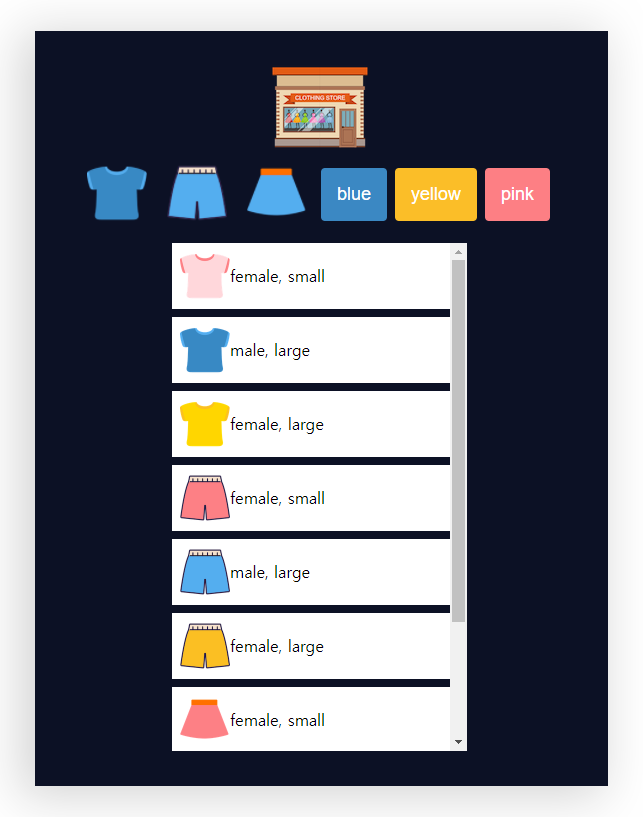 CLOTHING STORE
blue
yellow
pink
female, small
male, large
female, large
female, small
male, large
female, large
female, small